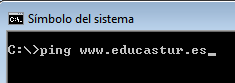 Símbolo del sistema
C:\>ping www.educastur.es_